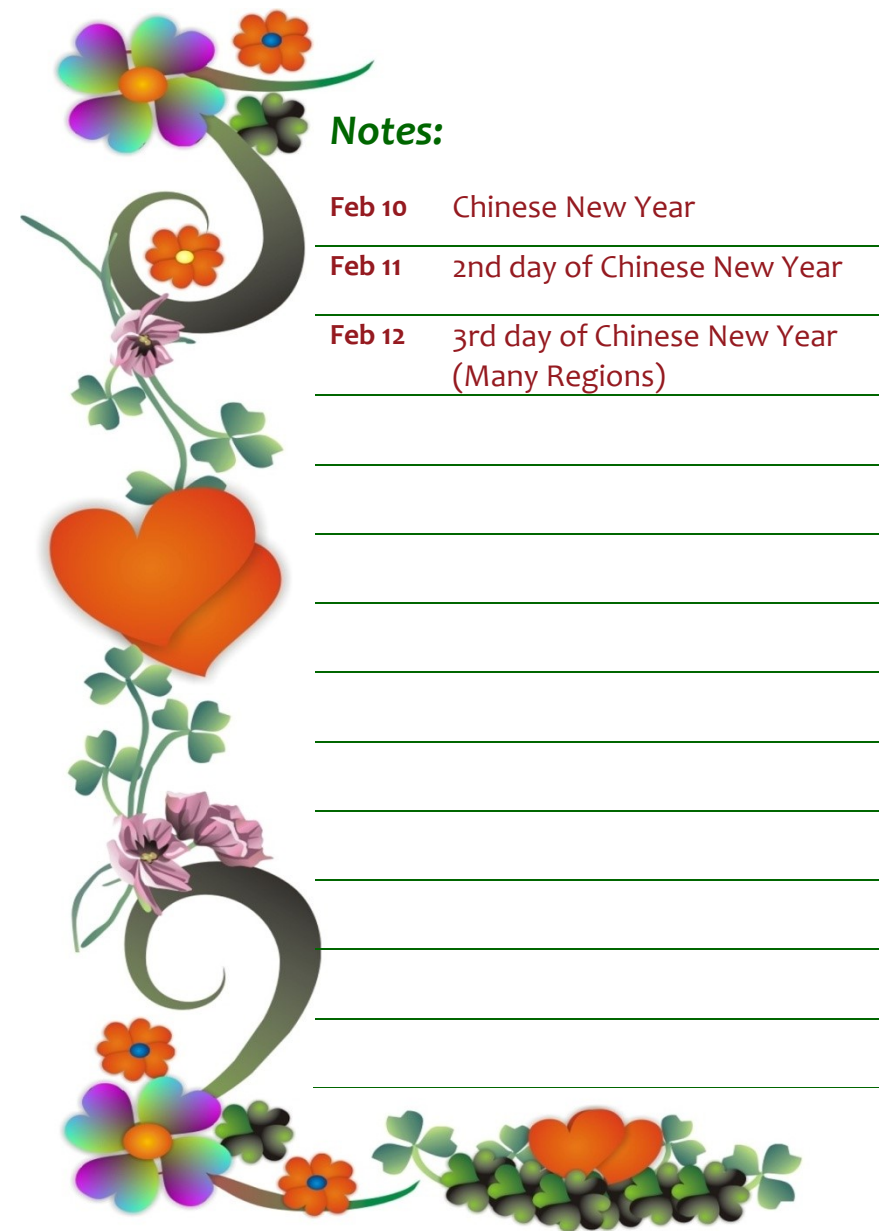 Notes:
Feb 10 Chinese New Year
Feb 11 2nd day of Chinese New Year
Feb 12 3rd day of Chinese New Year
(Many Regions)